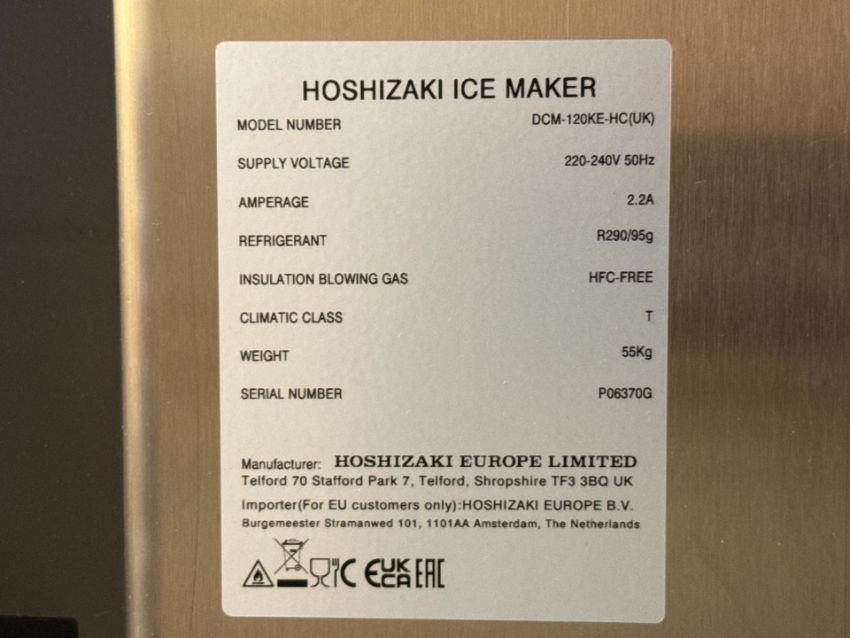 HOSHIZAKI ICE MAKER
MODEL NUMBER DCM-120KE-HC(UK)
SUPPLY VOLTAGE 220-240V 50Hz
AMPERAGE 2.2A
REFRIGERANT R290/95g
INSULATION BLOWING GAS HFC-FREE
CLIMATIC CLASS T
WEIGHT 55Kg
SERIAL NUMBER P06370G
Manufacturer: HOSHIZAKI EUROPE LIMITED
Telford 70 Stafford Park 7, Telford, Shropshire TF3 3BQ UK
Importer(For EU customers only):HOSHIZAKI EUROPE B.V.
Burgemeester Stramanwed 101, 1101AA Amsterdam, The Netherlands
CE UK CA EAC